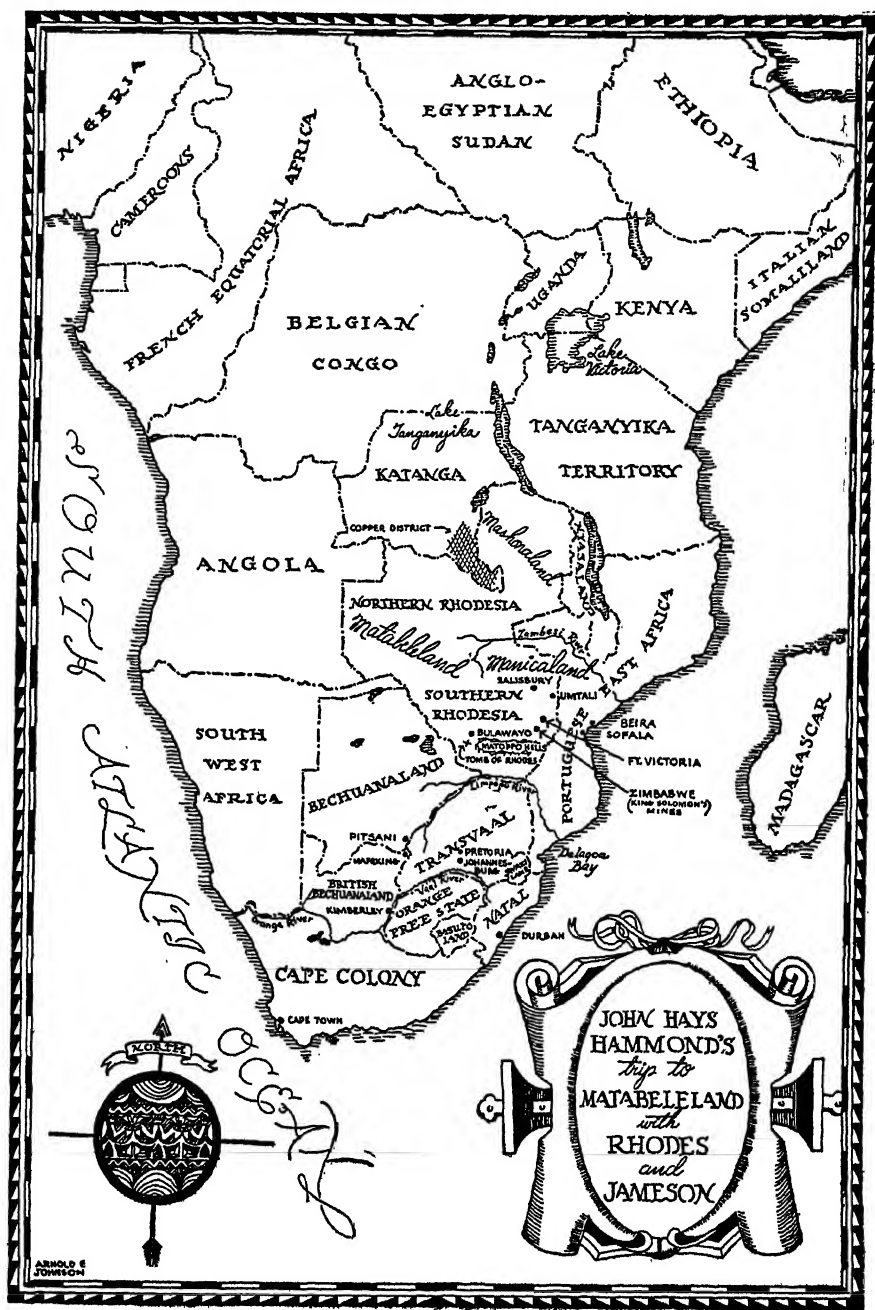 NIGERIA
CAMEROONS
FRENCH EQUATORIAL AFRICA
ANGLO-
EGYPTIAN
SUDAN
ETHIOPIA
ITALIAN
SOMALILAND
UGANDA
KENYA
BELGIAN
CONGO
Lake
Victoria
Lake
Tanganyika
TANGANYIKA
TERRITORY
KATANGA
COPPER DISTRICT
Mashonaland
NYASALAND
ANGOLA
NORTHERN RHODESIA
Matabeleland
Zambesi River
Manicaland
SALISBURY
UMTALI
PORTUGUESE EAST AFRICA
SOUTHERN
RHODESIA
BULAWAYO
MATOPPO HILLS
TOMB OF RHODES
BEIRA
SOFALA
FT. VICTORIA
ZIMBABWE
(KING SOLOMON'S)
MINES
MADAGASCAR
SOUTH
WEST
AFRICA
BECHUANALAND
Limpopo River
PITSANI
MAFEKING
TRANSVAAL
PRETORIA
JOHANNES-
BURG
Delagoa
Bay
BRITISH
BECHUANALAND
Vaal River
KIMBERLEY
ORANGE
FREE STATE
BASUTO
LAND
NATAL
DURBAN
Orange River
CAPE COLONY
CAPE TOWN
SOUTH ATLANTIC OCEAN
NORTH
JOHN HAYS
HAMMOND'S
trip to
MATABELELAND
with
RHODES
and
JAMESON
ARNOLD E
JOHNSON